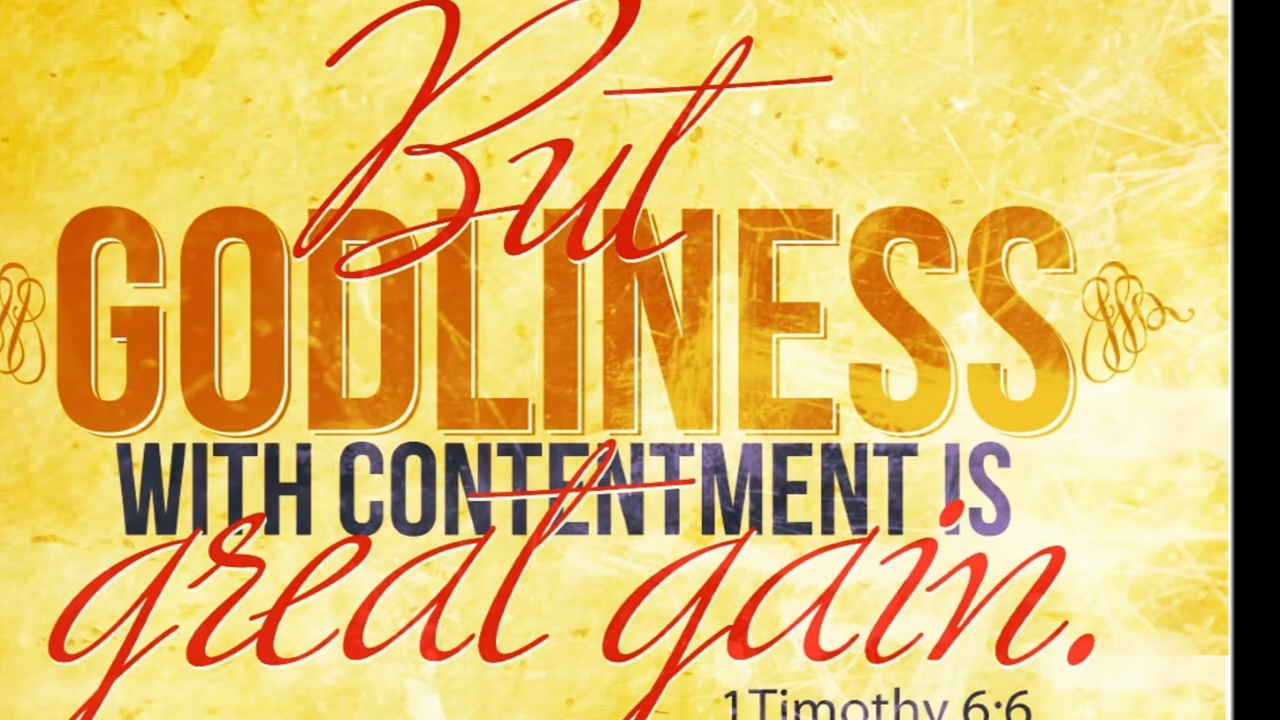 But
GODLINESS
WITH CONTENTMENT IS
great gain.
1Timothy 6:6